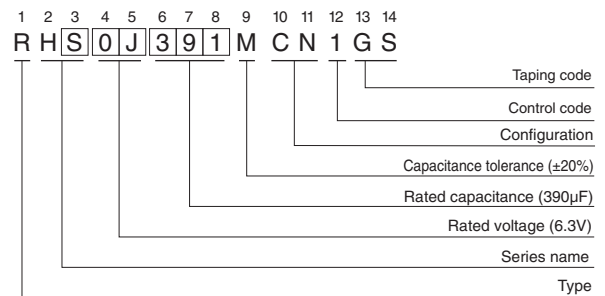 1 2 3 4 5 6 7 8 9 10 11 12 13 14
R H S 0 J 3 9 1 M C N 1 G S
Taping code
Control code
Configuration
Capacitance tolerance (±20%)
Rated capacitance (390µF)
Rated voltage (6.3V)
Series name
Type